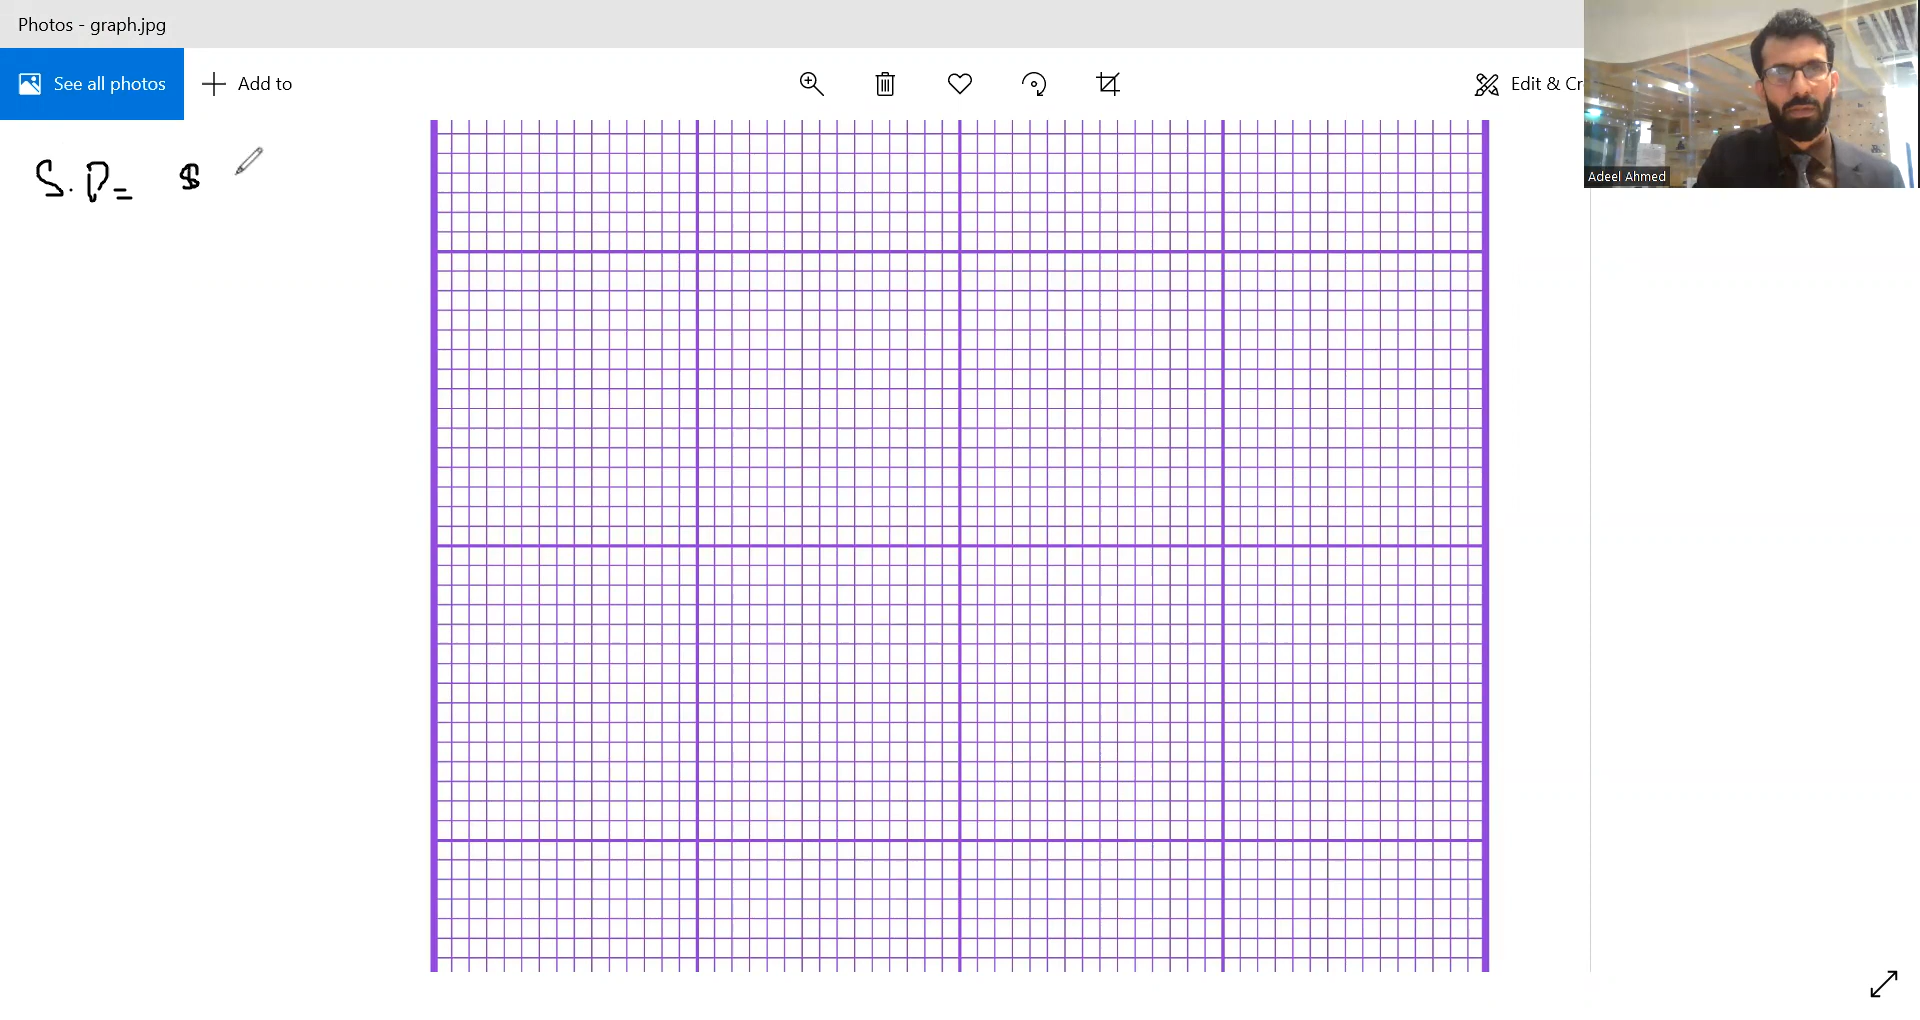 Photos - graph.jpg
See all photos
Add to
Edit & Cr
Adeel Ahmed
S.D= $